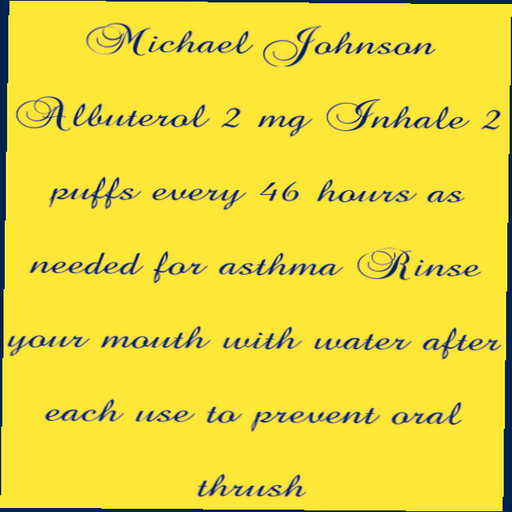 Michael Johnson
Albuterol 2 mg Inhale 2
puffs every 46 hours as
needed for asthma Rinse
your mouth with water after
each use to prevent oral
thrush